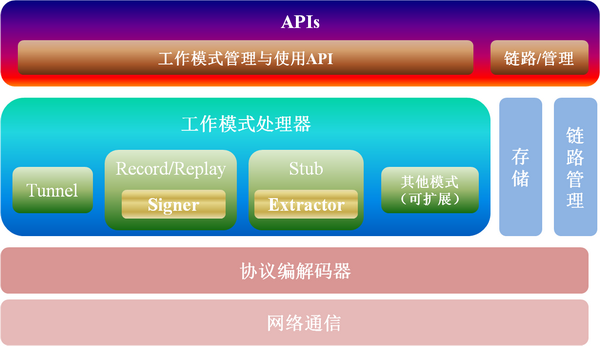 APIs
工作模式管理与使用API
链路/管理
工作模式处理器
Tunnel
Record/Replay
Signer
Stub
Extractor
其他模式
（可扩展）
存
储
链
路
管
理
协议编解码器
网络通信